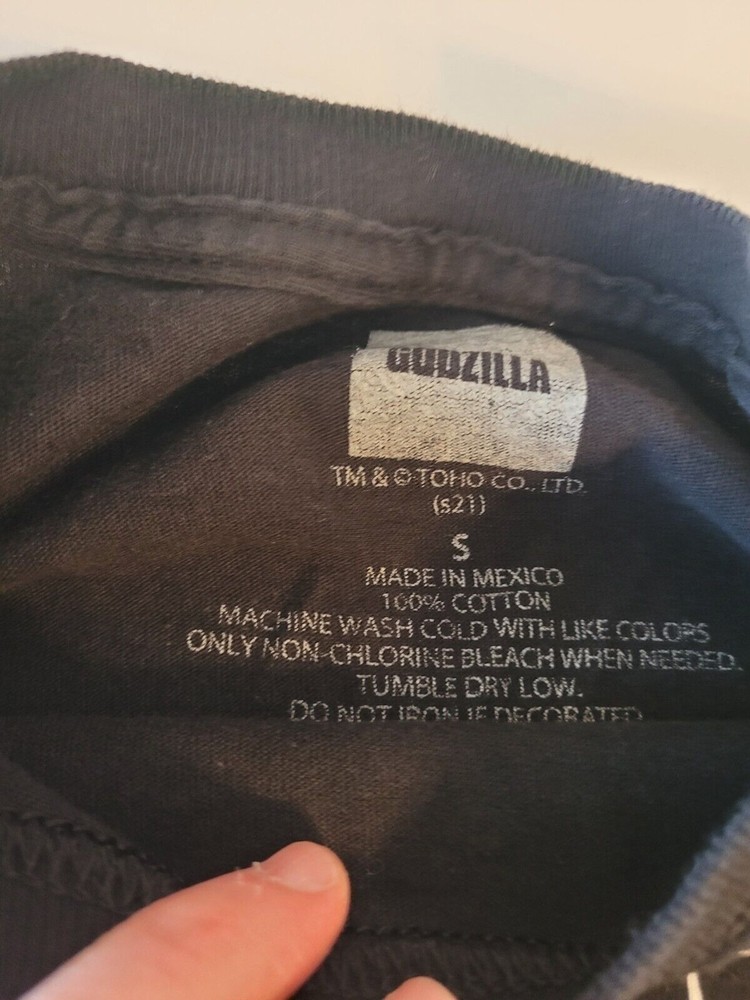 GODZILLA
TM & © TOHO CO., LTD.
(s21)
S
MADE IN MEXICO
100% COTTON
MACHINE WASH COLD WITH LIKE COLORS
ONLY NON-CHLORINE BLEACH WHEN NEEDED.
TUMBLE DRY LOW.
DO NOT IRON IF DECORATED